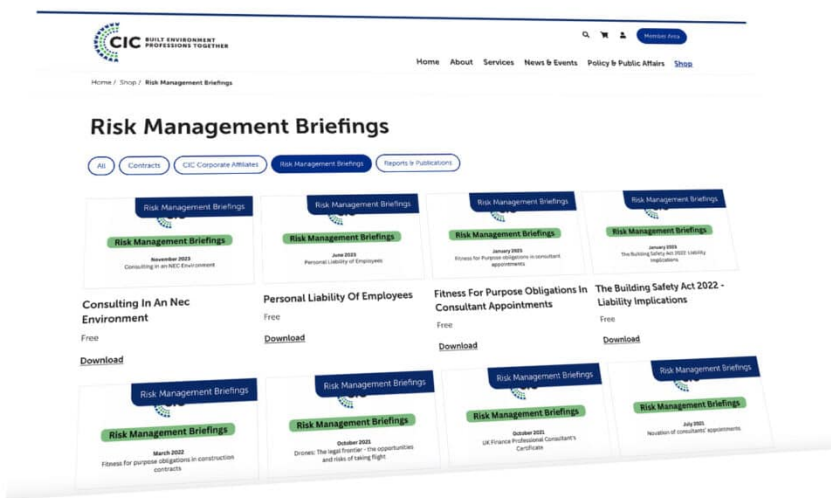 CIC BUILT ENVIRONMENT
PROFESSIONS TOGETHER
Member Area
Home About Services News & Events Policy & Public Affairs Shop
Home / Shop / Risk Management Briefings
Risk Management Briefings
All Contracts CIC Corporate Affiliates Risk Management Briefings Reports & Publications
Risk Management Briefings
Risk Management Briefings
November 2023
Consulting in an NEC Environment
Consulting In An Nec
Environment
Free
Download
Risk Management Briefings
Risk Management Briefings
June 2023
Personal Liability of Employees
Personal Liability Of Employees
Free
Download
Risk Management Briefings
Risk Management Briefings
January 2023
Fitness for Purpose obligations in consultant
appointments
Fitness For Purpose Obligations In
Consultant Appointments
Free
Download
Risk Management Briefings
Risk Management Briefings
January 2023
The Building Safety Act 2022 Liability
Implications
The Building Safety Act 2022 -
Liability Implications
Free
Download
Risk Management Briefings
Risk Management Briefings
March 2022
Fitness for purpose obligations in construction
contracts
Risk Management Briefings
Risk Management Briefings
October 2021
Drones: The legal frontier - the opportunities
and risks of taking flight
Risk Management Briefings
Risk Management Briefings
October 2021
UK Finance Professional Consultant's
Certificate
Risk Management Briefings
Risk Management Briefings
July 2021
Novation of consultants' appointments